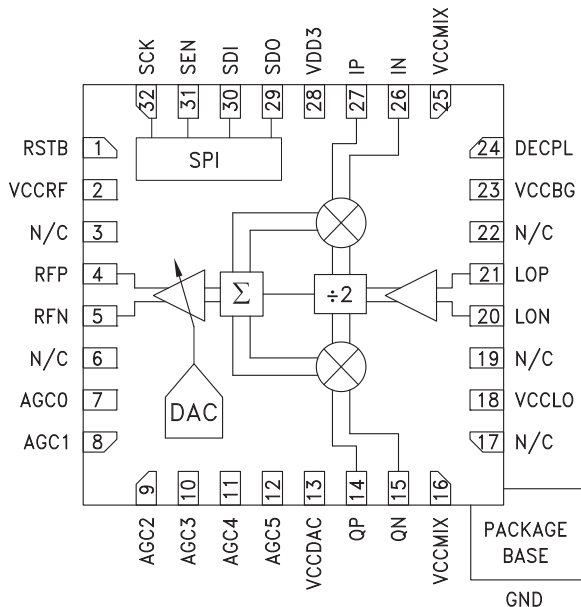 SCK SEN SDI SDO VDD3 IP IN VCCMIX
32 31 30 29 28 27 26 25
RSTB 1
VCCRF 2
N/C 3
RFP 4
RFN 5
N/C 6
AGC0 7
AGC1 8
SPI
Σ
÷2
DAC
24 DECPL
23 VCCBG
22 N/C
21 LOP
20 LON
19 N/C
18 VCCLO
17 N/C
9 10 11 12 13 14 15 16
AGC2 AGC3 AGC4 AGC5 VCCDAC QP QN VCCMIX
PACKAGE
BASE
GND